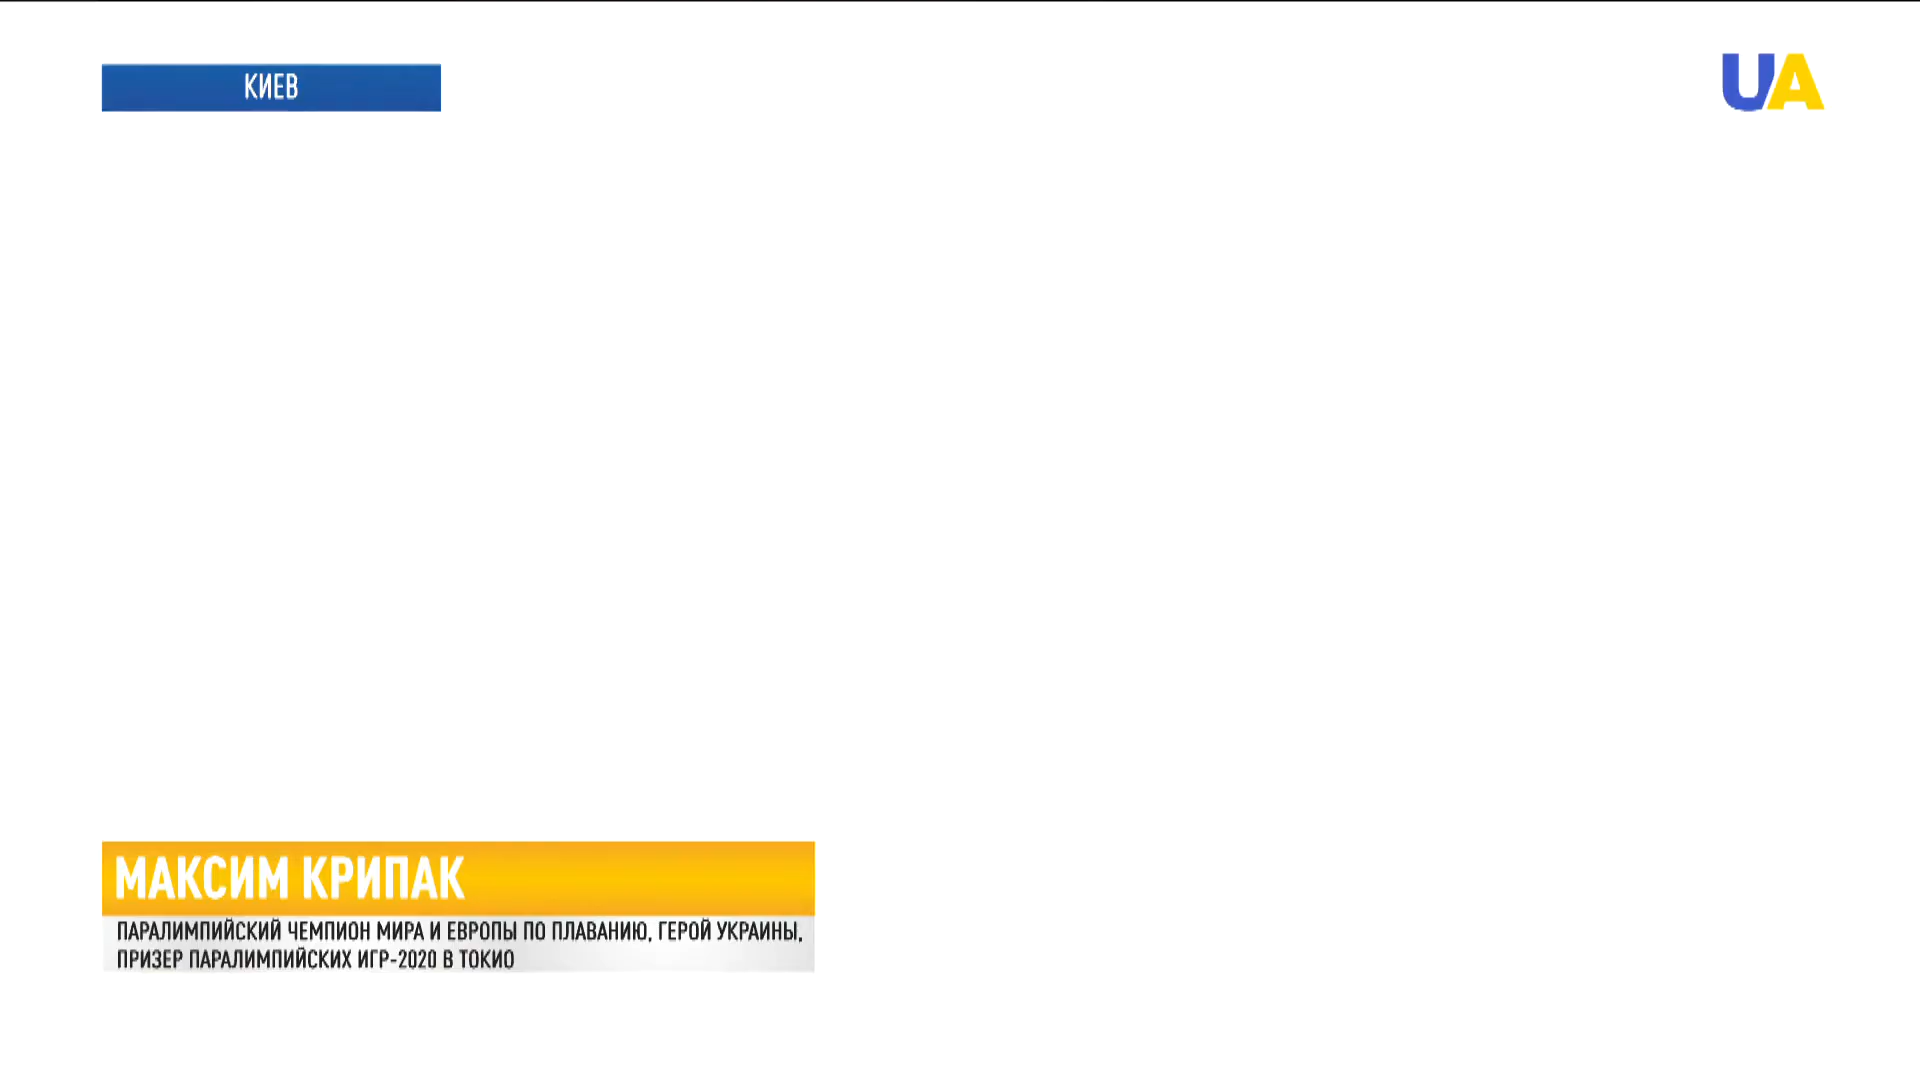 КИЕВ
UA
МАКСИМ КРИПАК
ПАРАЛИМПИЙСКИЙ ЧЕМПИОН МИРА И ЕВРОПЫ ПО ПЛАВАНИЮ, ГЕРОЙ УКРАИНЫ,
ПРИЗЕР ПАРАЛИМПИЙСКИХ ИГР-2020 В ТОКИО